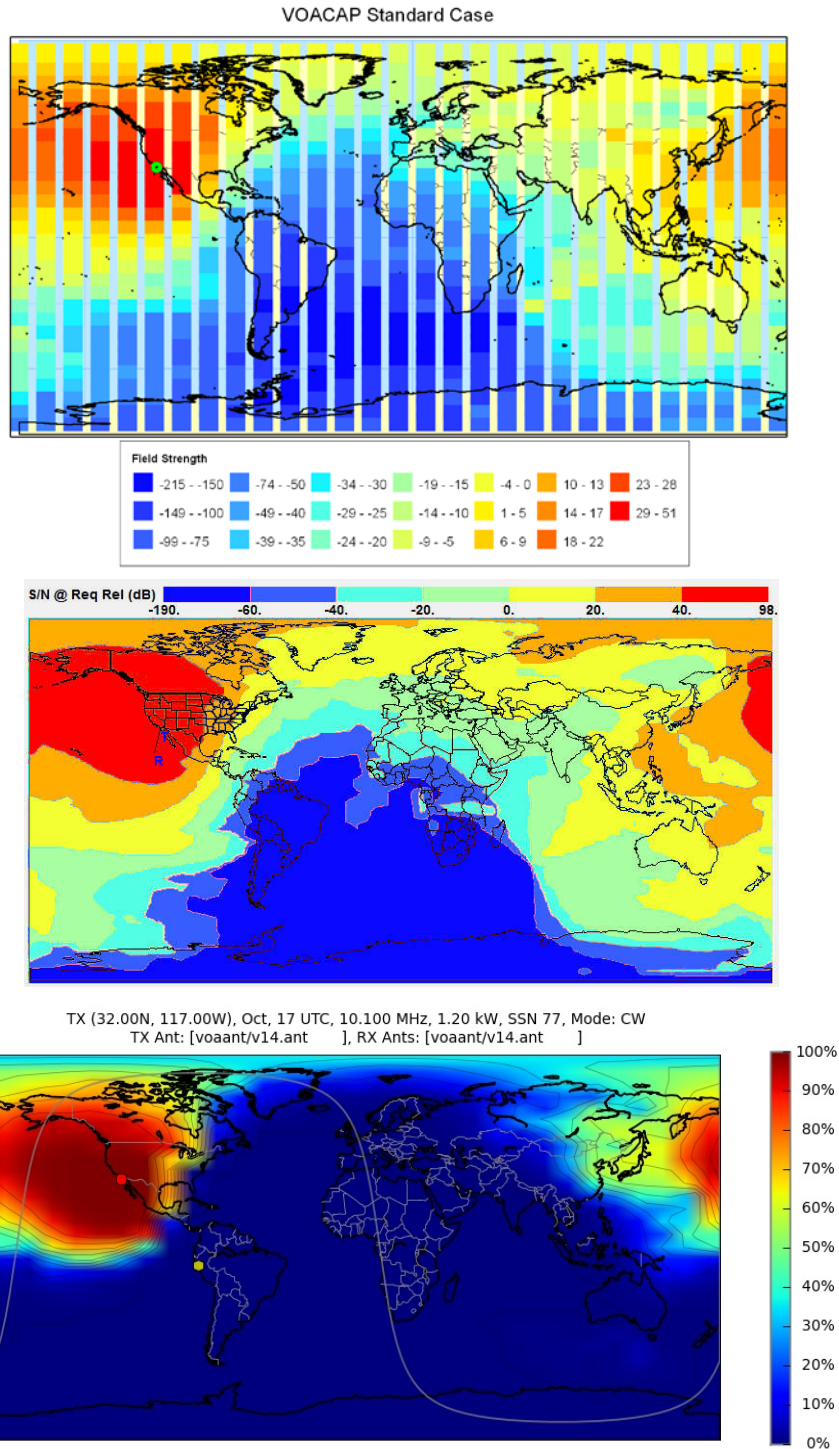 VOACAP Standard Case
Field Strength
-215 - -150 -74 - -50 -34 - -30 -19 - -15 -4 - 0 10 - 13 23 - 28
-149 - -100 -49 - -40 -29 - -25 -14 - -10 1 - 5 14 - 17 29 - 51
-99 - -75 -39 - -35 -24 - -20 -9 - -5 6 - 9 18 - 22
S/N @ Req Rel (dB)
-190. -60. -40. -20. 0. 20. 40. 98.
T
R
TX (32.00N, 117.00W), Oct, 17 UTC, 10.100 MHz, 1.20 kW, SSN 77, Mode: CW
TX Ant: [voaant/v14.ant ], RX Ants: [voaant/v14.ant ]
100%
90%
80%
70%
60%
50%
40%
30%
20%
10%
0%